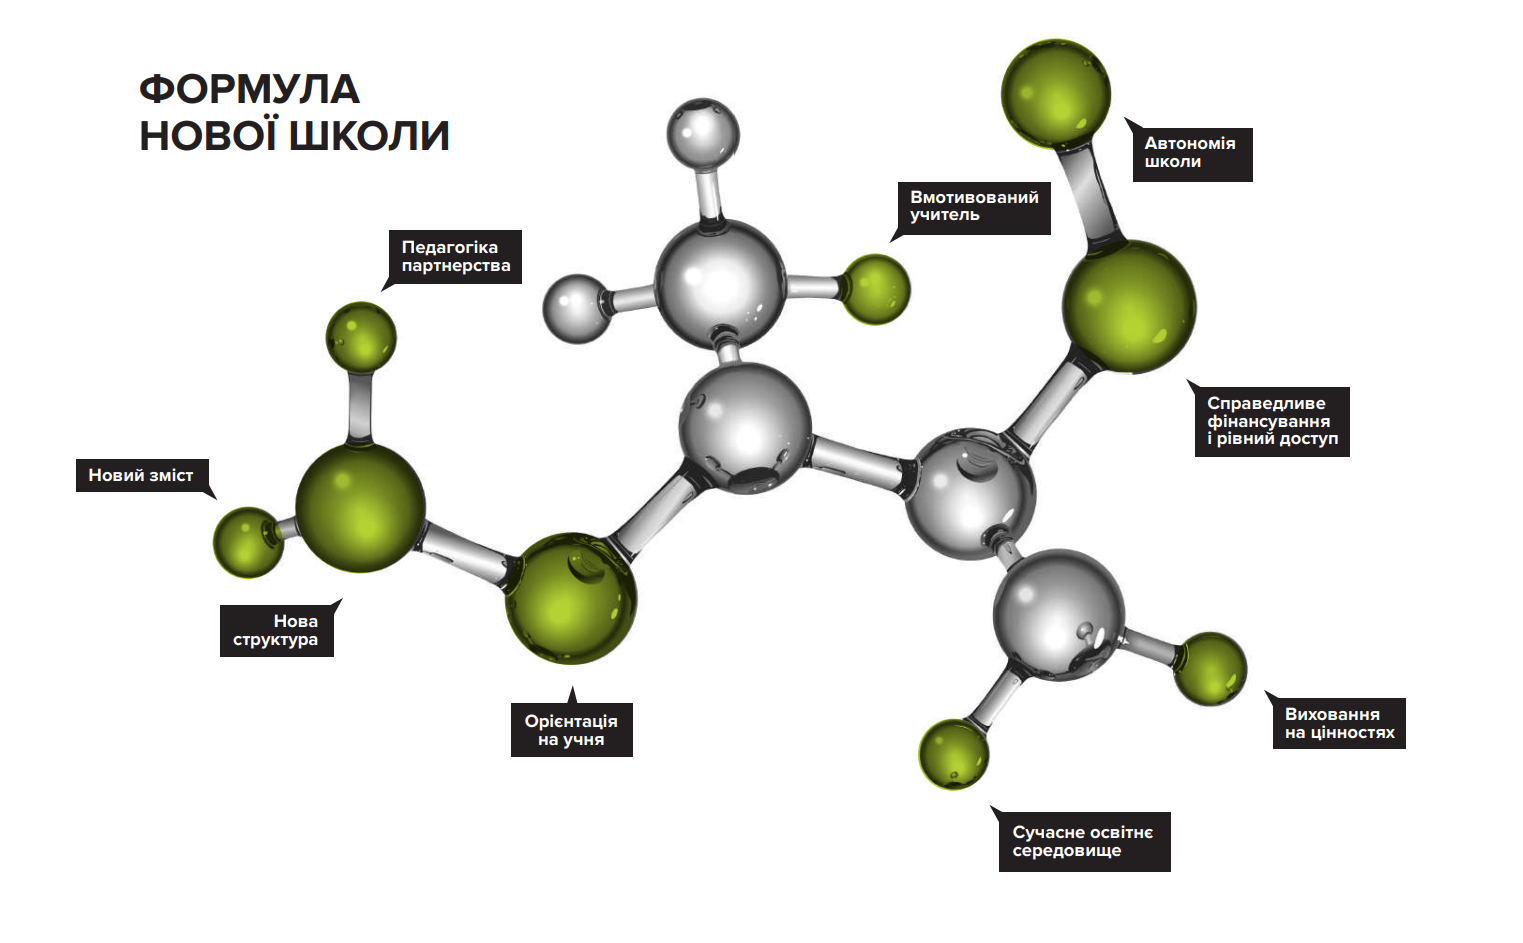 ФОРМУЛА
НОВОЇ ШКОЛИ
Автономія
школи
Вмотивований
учитель
Педагогіка
партнерства
Справедливе
фінансування
і рівний доступ
Новий зміст
Нова
структура
Орієнтація
на учня
Виховання
на цінностях
Сучасне освітнє
середовище